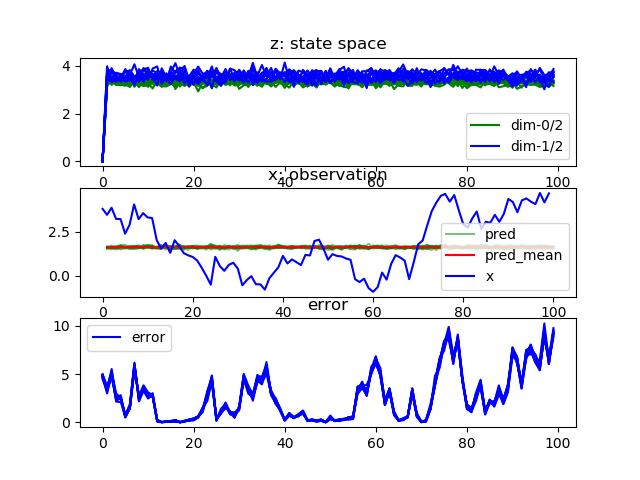 z: state space
4
2
0
dim-0/2
dim-1/2
0 20 40 60 80 100
x: observation
2.5
0.0
pred
pred_mean
x
0 20 40 60 80 100
error
10
5
0
error
0 20 40 60 80 100